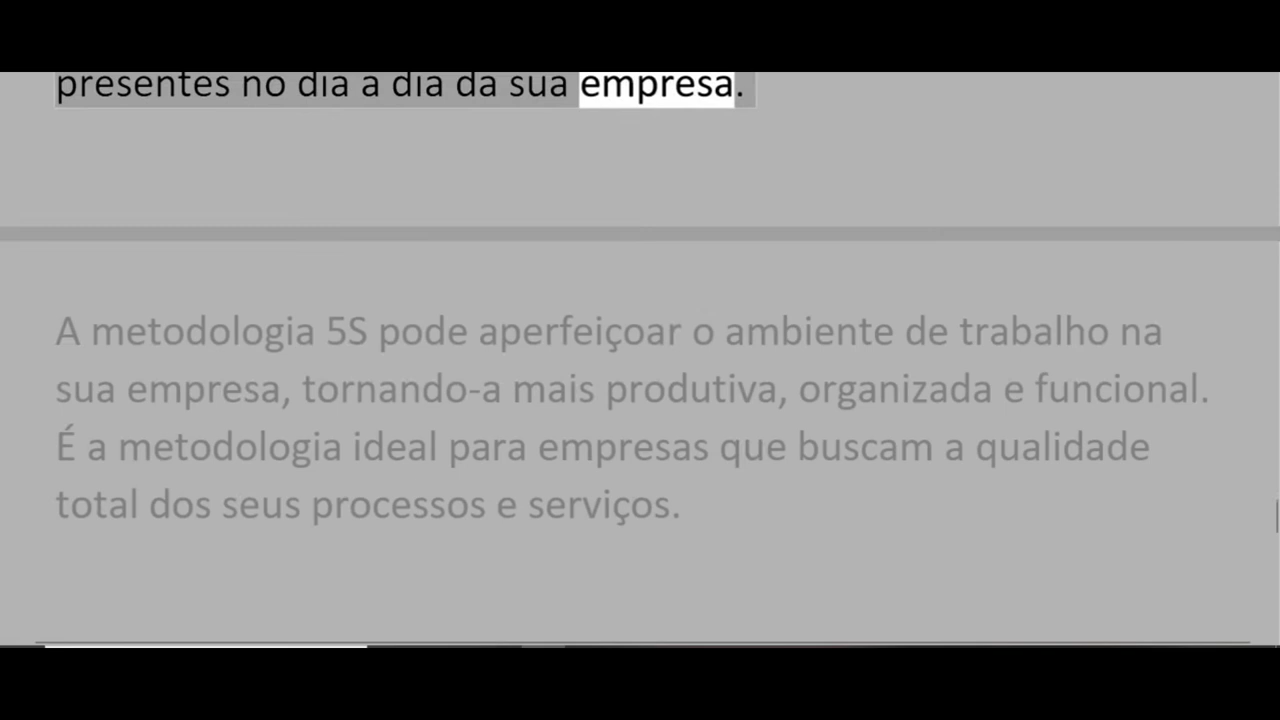 presentes no dia a dia da sua empresa.
A metodologia 5S pode aperfeiçoar o ambiente de trabalho na
sua empresa, tornando-a mais produtiva, organizada e funcional.
É a metodologia ideal para empresas que buscam a qualidade
total dos seus processos e serviços.